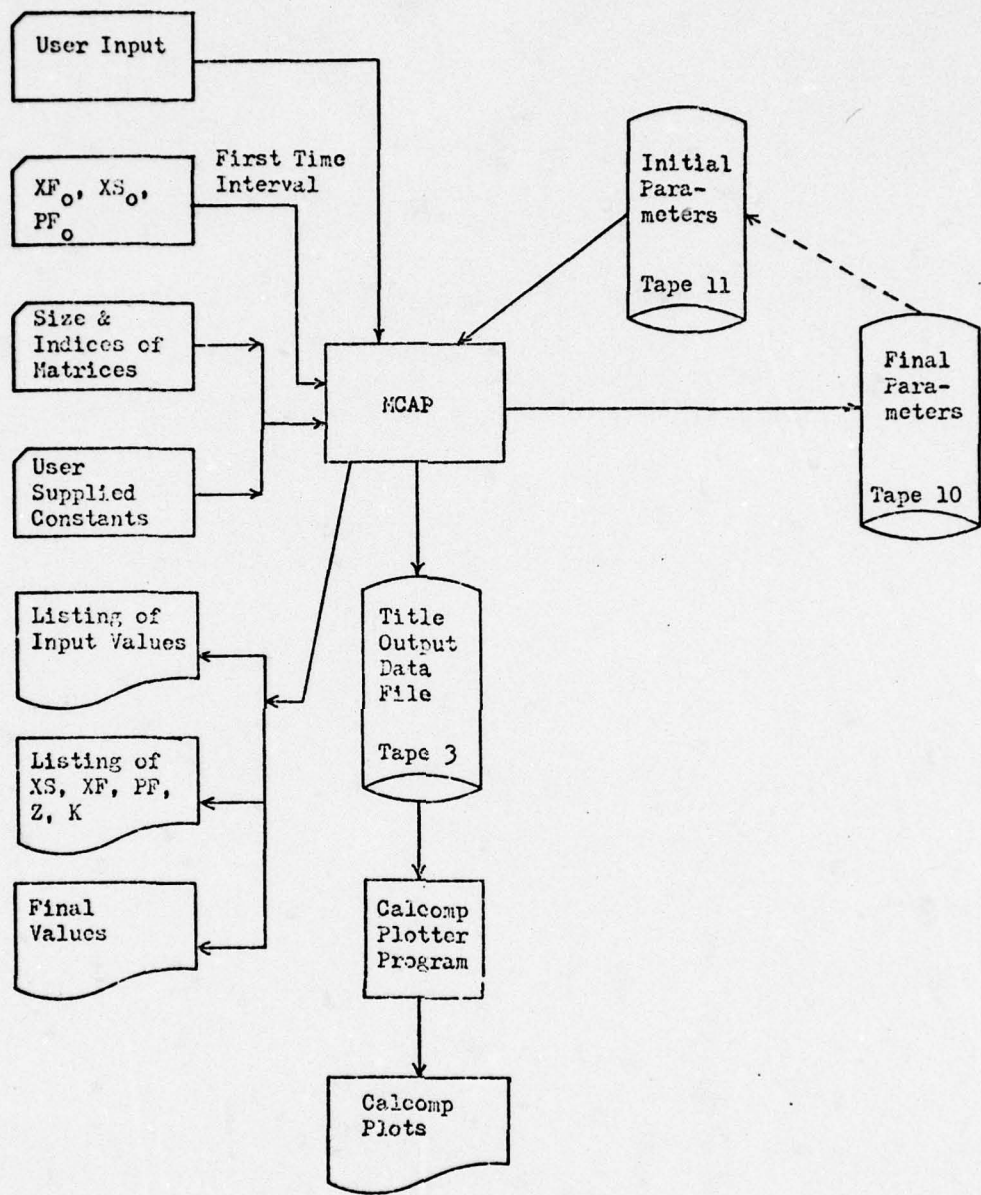 User Input
First Time
Interval
XF₀, XS₀,
PF₀
Initial
Para-
meters
Tape 11
Size &
Indices of
Matrices
MCAP
Final
Para-
meters
Tape 10
User
Supplied
Constants
Listing of
Input Values
Title
Output
Data
File
Tape 3
Listing of
XS, XF, PF,
Z, K
Final
Values
Calcomp
Plotter
Program
Calcomp
Plots